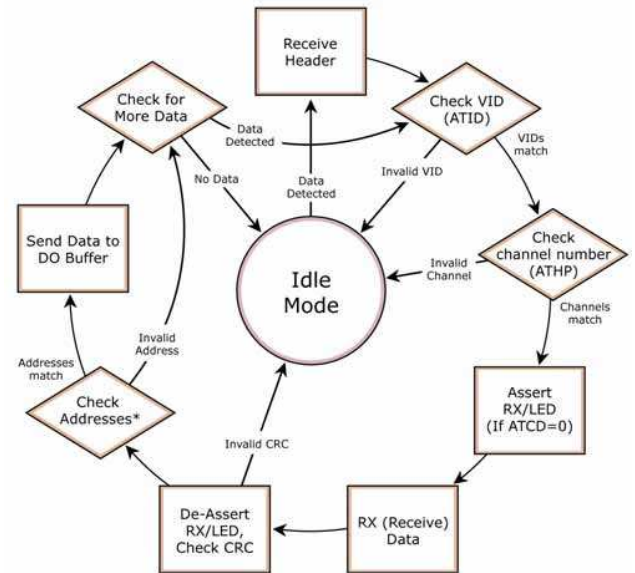 Receive
Header
Check for
More Data
Check VID
(ATID)
Data
Detected
VIDs
match
No Data
Data
Detected
Invalid VID
Send Data to
DO Buffer
Check
channel number
(ATHP)
Idle
Mode
Invalid
Channel
Channels
match
Invalid
Address
Addresses
match
Check
Addresses*
Assert
RX/LED
(If ATCD=0)
Invalid CRC
De-Assert
RX/LED,
Check CRC
RX (Receive)
Data